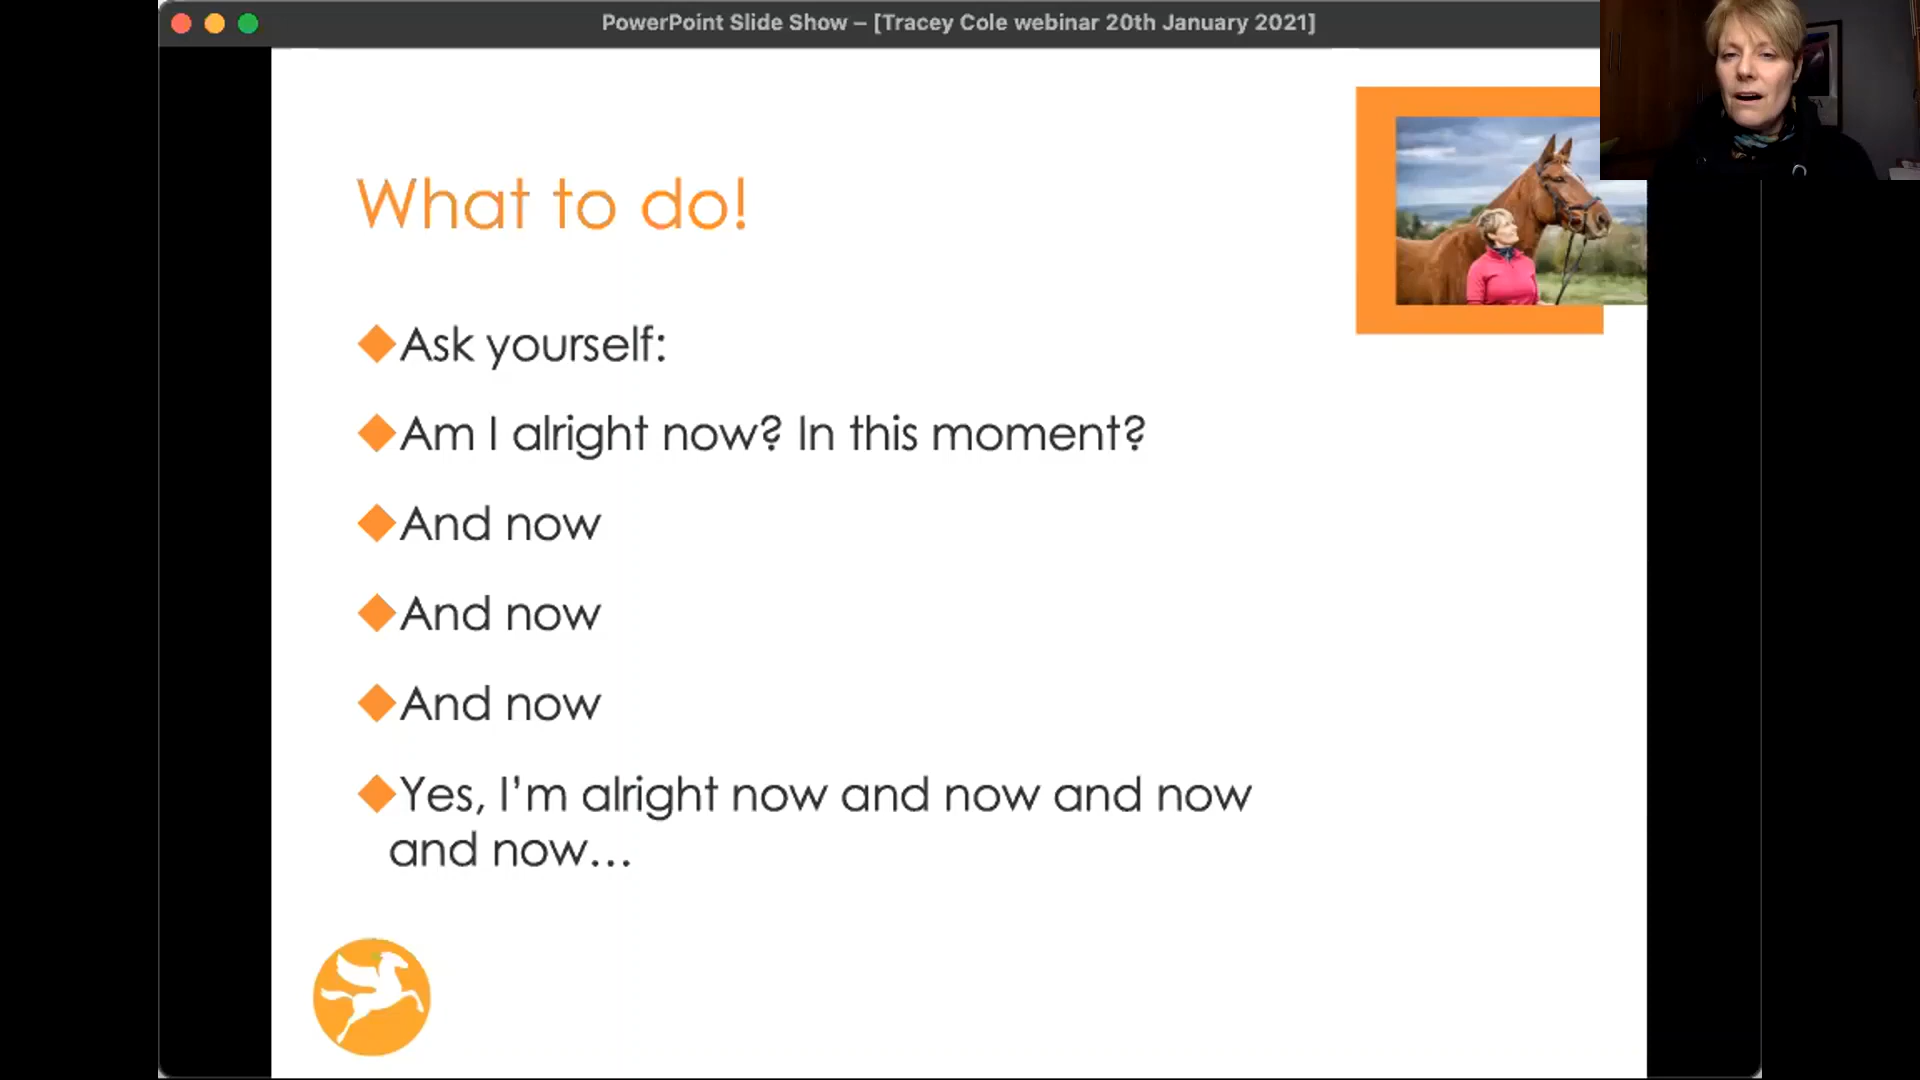 PowerPoint Slide Show – [Tracey Cole webinar 20th January 2021]
What to do!
Ask yourself:
Am I alright now? In this moment?
And now
And now
And now
Yes, I'm alright now and now and now
and now...